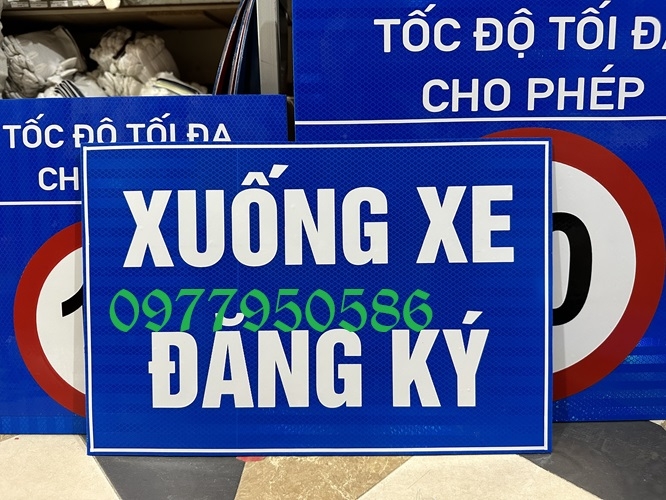 TỐC ĐỘ TỐI ĐA
CHO PHÉP
TỐC ĐỘ TỐI ĐA
XUỐNG XE
0977950586
ĐĂNG KÝ